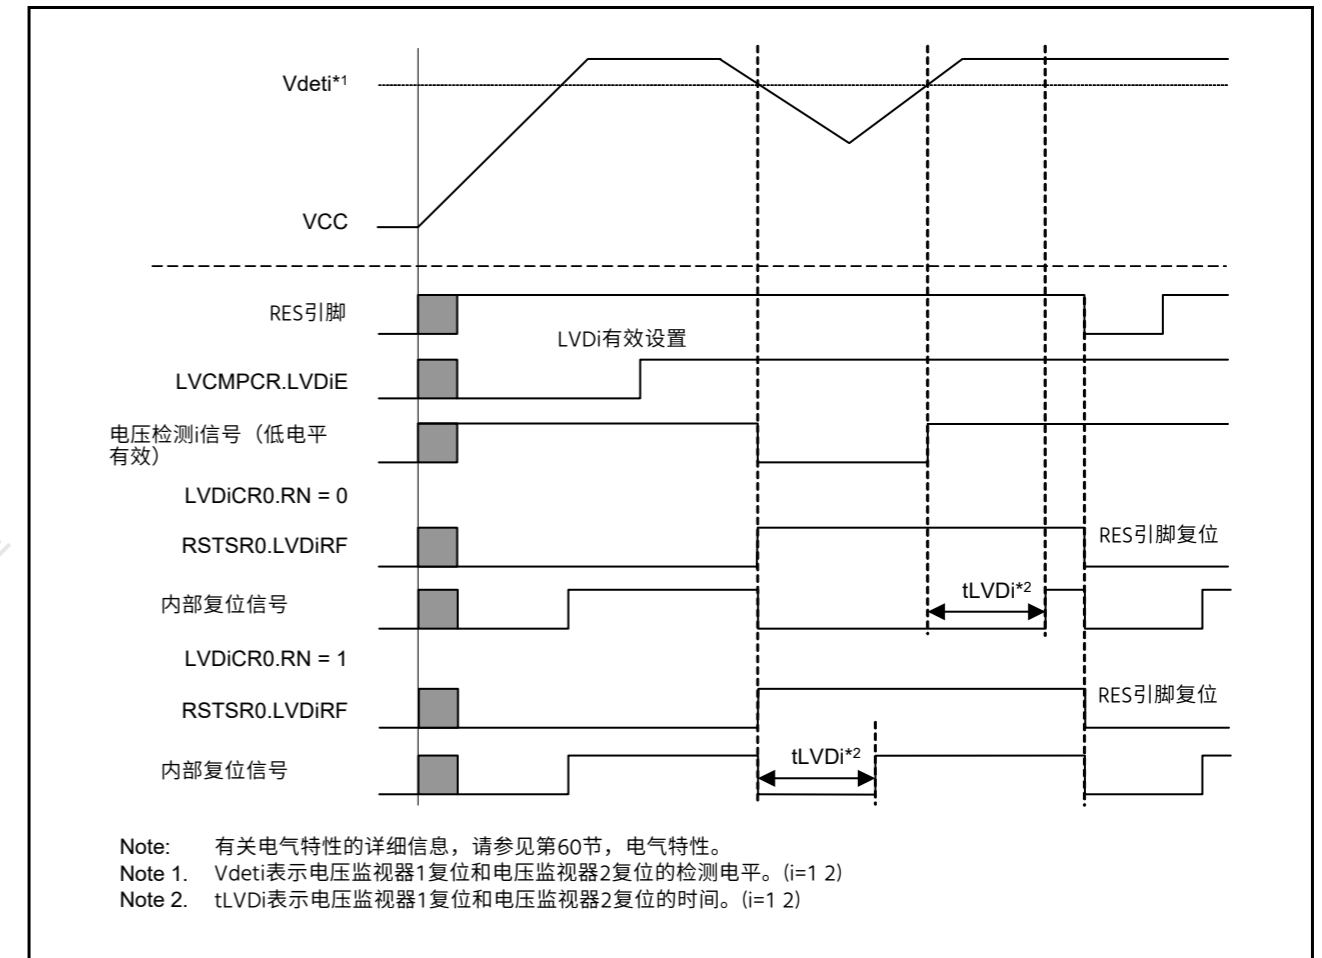 Vdeti*1
VCC
RES引脚
LVDi有效设置
LVCMPCR.LVDiE
电压检测i信号（低电平
有效）
LVDiCR0.RN = 0
RSTSR0.LVDiRF
RES引脚复位
内部复位信号
tLVDi*2
LVDiCR0.RN = 1
RSTSR0.LVDiRF
RES引脚复位
内部复位信号
tLVDi*2
Note: 有关电气特性的详细信息，请参见第60节，电气特性。
Note 1. Vdeti表示电压监视器1复位和电压监视器2复位的检测电平。(i=1 2)
Note 2. tLVDi表示电压监视器1复位和电压监视器2复位的时间。(i=1 2)